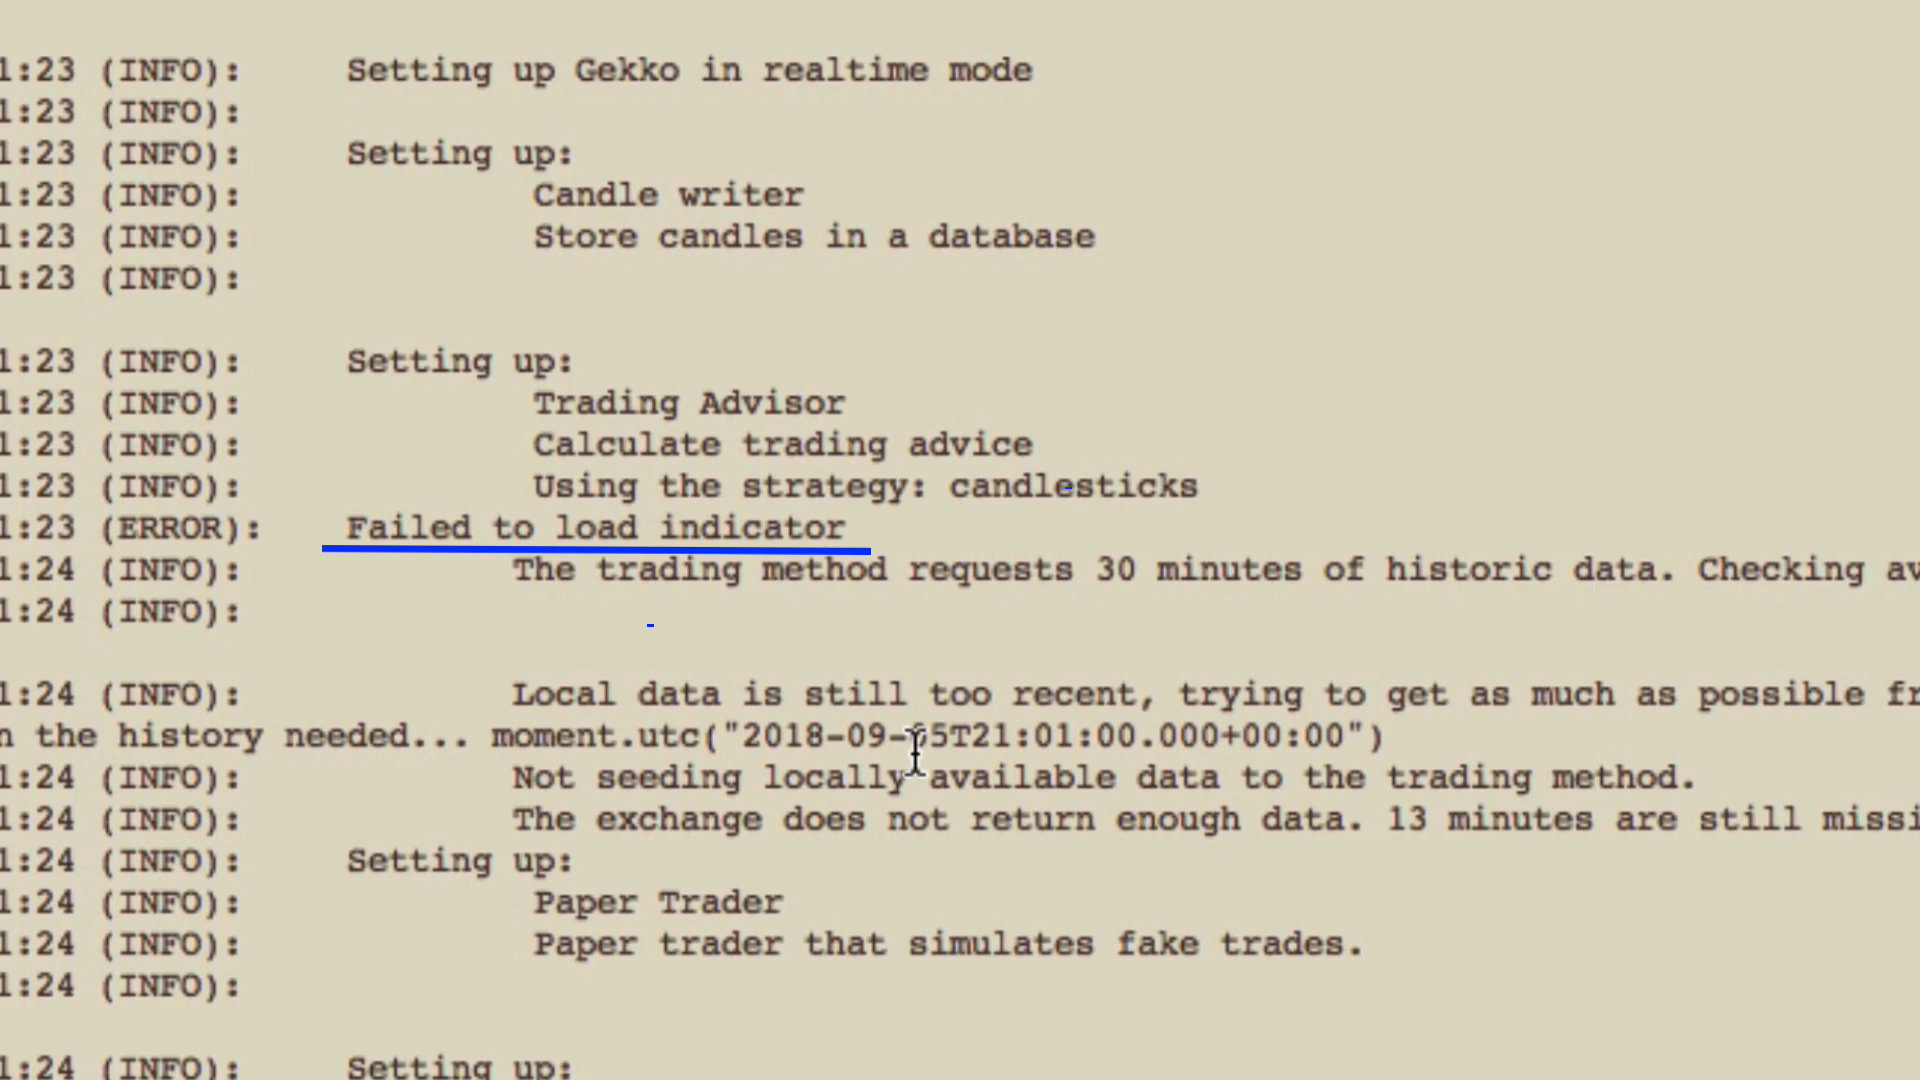 1:23 (INFO): Setting up Gekko in realtime mode
1:23 (INFO):
1:23 (INFO): Setting up:
1:23 (INFO): Candle writer
1:23 (INFO): Store candles in a database
1:23 (INFO):
1:23 (INFO): Setting up:
1:23 (INFO): Trading Advisor
1:23 (INFO): Calculate trading advice
1:23 (INFO): Using the strategy: candlesticks
1:23 (ERROR): Failed to load indicator
1:24 (INFO): The trading method requests 30 minutes of historic data. Checking av
1:24 (INFO):
1:24 (INFO): Local data is still too recent, trying to get as much as possible fr
n the history needed... moment.utc("2018-09-05T21:01:00.000+00:00")
1:24 (INFO): Not seeding locally available data to the trading method.
1:24 (INFO): The exchange does not return enough data. 13 minutes are still missi
1:24 (INFO): Setting up:
1:24 (INFO): Paper Trader
1:24 (INFO): Paper trader that simulates fake trades.
1:24 (INFO):
1:24 (INFO): Setting up: